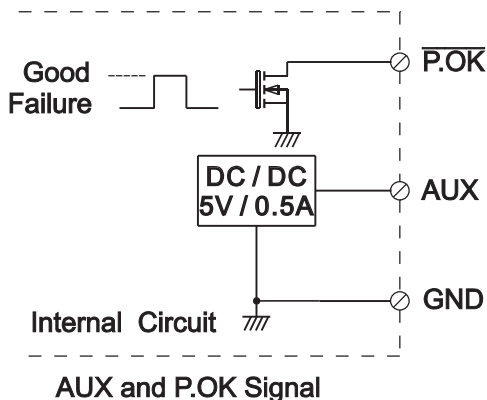 Good
Failure
P.OK
DC / DC
5V / 0.5A
AUX
GND
Internal Circuit
AUX and P.OK Signal